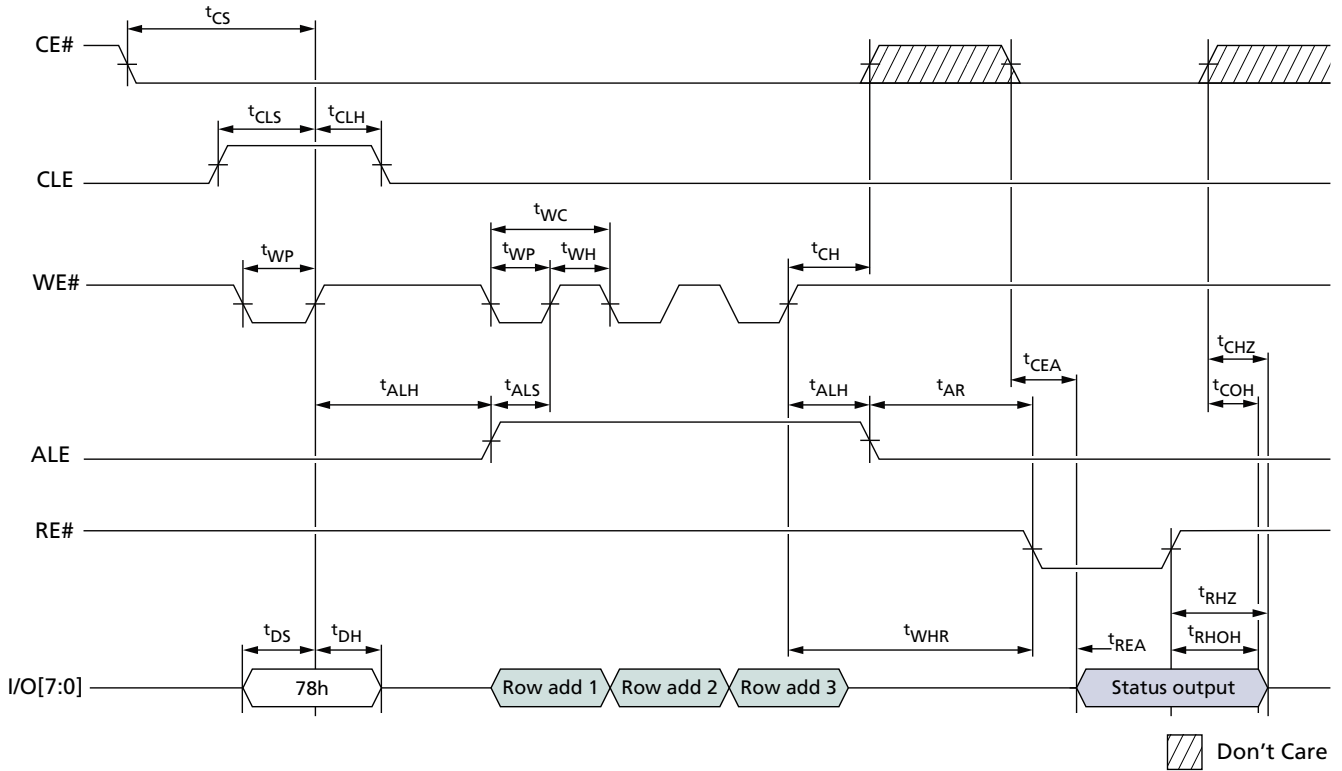 tCS
CE#
tCLS tCLH
CLE
tWC
tWP tWP tWH tCH
WE#
tCHZ
tCEA
tALH tALS tALH tAR tCOH
ALE
RE#
tRHZ
tDS tDH tWHR tREA tRHOH
I/O[7:0] 78h Row add 1 Row add 2 Row add 3 Status output
Don't Care